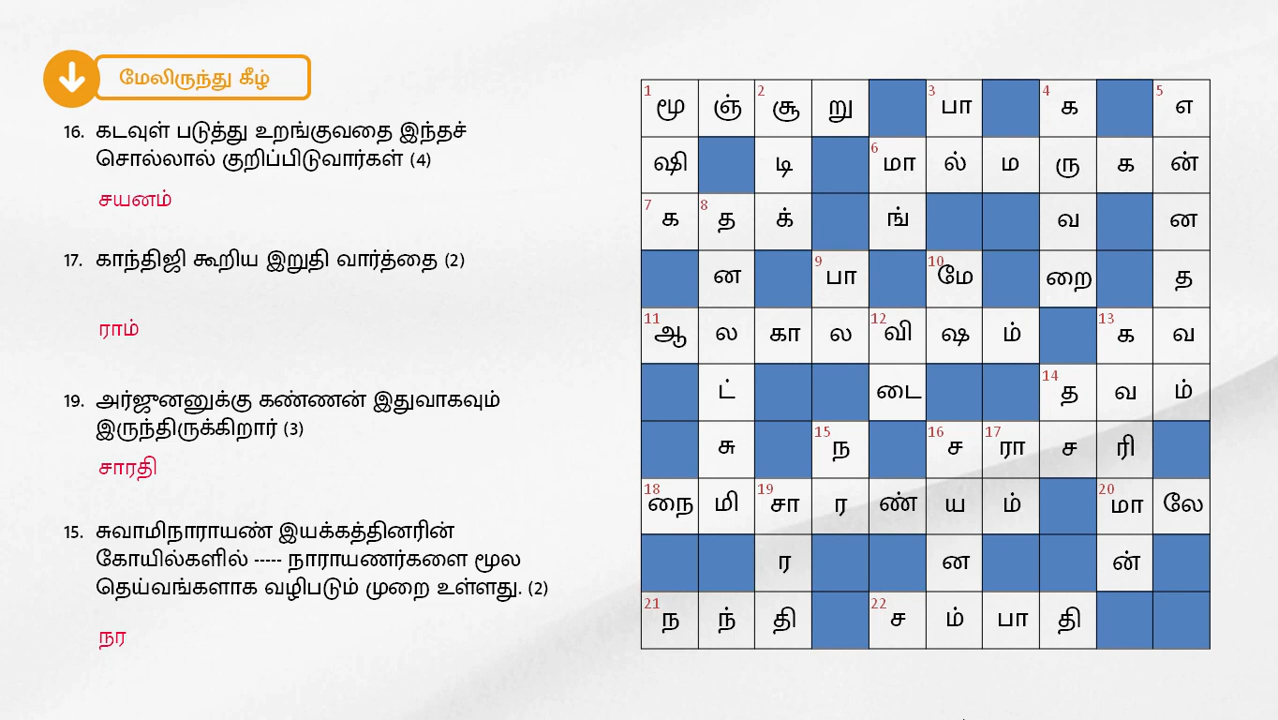 மேலிருந்து கீழ்
16. கடவுள் படுத்து உறங்குவதை இந்தச்
சொல்லால் குறிப்பிடுவார்கள் (4)
சயனம்
17. காந்திஜி கூறிய இறுதி வார்த்தை (2)
ராம்
19. அர்ஜுனனுக்கு கண்ணன் இதுவாகவும்
இருந்திருக்கிறார் (3)
சாரதி
15. சுவாமிநாராயண் இயக்கத்தினரின்
கோயில்களில் ----- நாராயணர்களை மூல
தெய்வங்களாக வழிபடும் முறை உள்ளது. (2)
நர
1 மூ ஞ் 2 சூ று 3 பா 4 க 5 எ
ஷி டி 6 மா ல் ம ரு க ன்
7 க 8 த க் ங் வ ன
ன 9 பா 10 மே றை த
11 ஆ ல கா ல 12 வி ஷ ம் 13 க வ
ட் டை 14 த வ ம்
சு 15 ந 16 ச 17 ரா ச ரி
18 நை மி 19 சா ர ண் ய ம் 20 மா லே
ர ன ன்
21 ந ந் தி 22 ச ம் பா தி